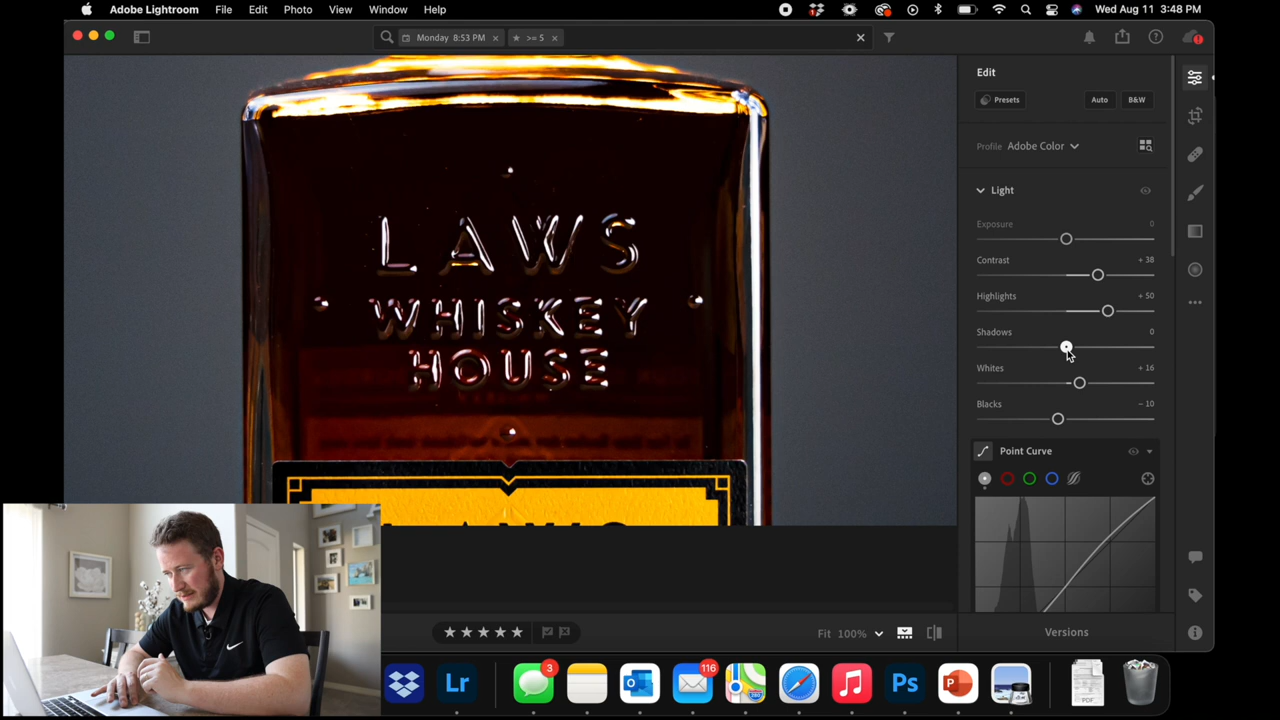 Adobe Lightroom File Edit Photo View Window Help Wed Aug 11 3:48 PM
Monday 8:53 PM × ★ >= 5 ×
Edit
Presets Auto B&W
Profile Adobe Color
Light
Exposure 0
Contrast + 38
Highlights + 50
Shadows 0
Whites + 16
Blacks – 10
Point Curve
LAWS
WHISKEY
HOUSE
Fit 100%
Versions
Lr 3 116 Ps P
PDF